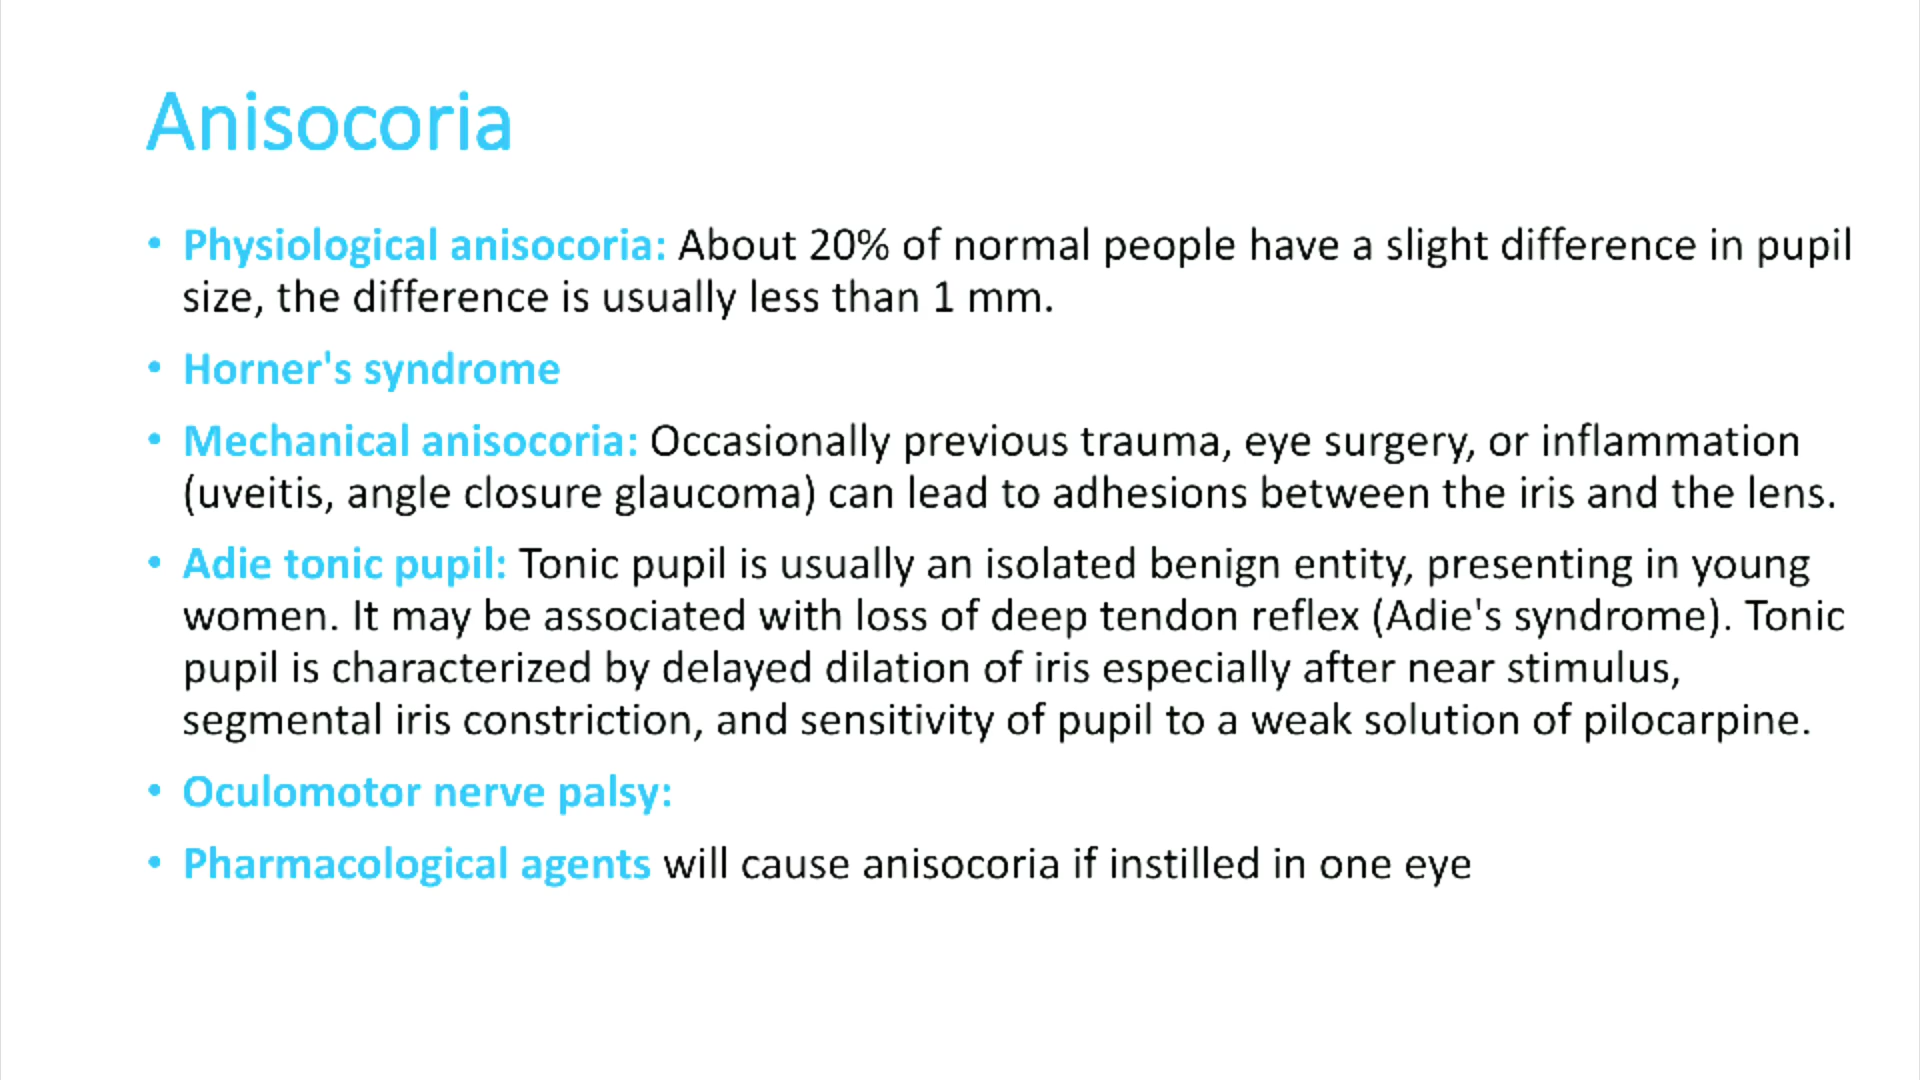 Anisocoria
• Physiological anisocoria: About 20% of normal people have a slight difference in pupil
size, the difference is usually less than 1 mm.
• Horner's syndrome
• Mechanical anisocoria: Occasionally previous trauma, eye surgery, or inflammation
(uveitis, angle closure glaucoma) can lead to adhesions between the iris and the lens.
• Adie tonic pupil: Tonic pupil is usually an isolated benign entity, presenting in young
women. It may be associated with loss of deep tendon reflex (Adie's syndrome). Tonic
pupil is characterized by delayed dilation of iris especially after near stimulus,
segmental iris constriction, and sensitivity of pupil to a weak solution of pilocarpine.
• Oculomotor nerve palsy:
• Pharmacological agents will cause anisocoria if instilled in one eye